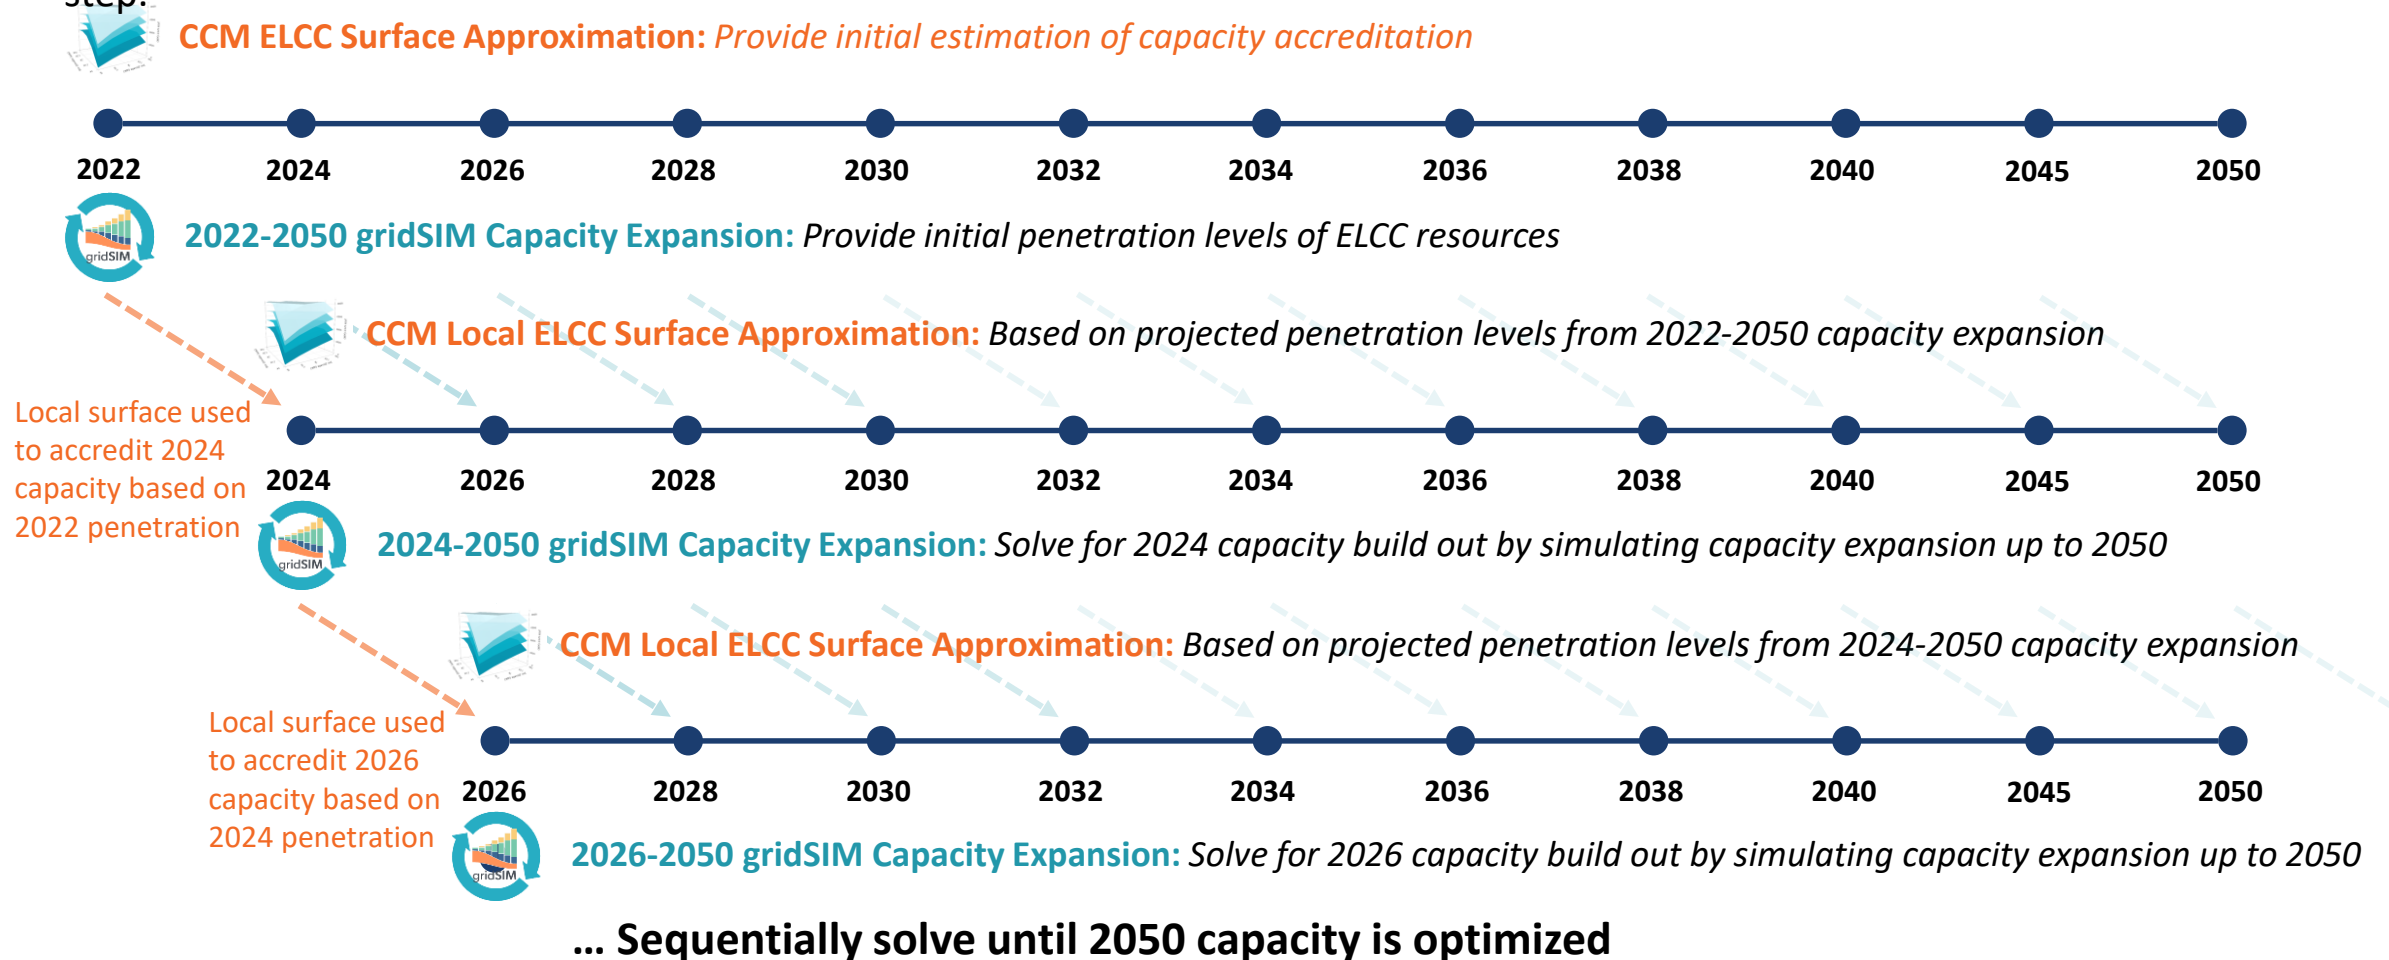 step:
CCM ELCC Surface Approximation: Provide initial estimation of capacity accreditation
2022 2024 2026 2028 2030 2032 2034 2036 2038 2040 2045 2050
gridSIM
2022-2050 gridSIM Capacity Expansion: Provide initial penetration levels of ELCC resources
CCM Local ELCC Surface Approximation: Based on projected penetration levels from 2022-2050 capacity expansion
Local surface used
to accredit 2024
capacity based on
2022 penetration
2024 2026 2028 2030 2032 2034 2036 2038 2040 2045 2050
gridSIM
2024-2050 gridSIM Capacity Expansion: Solve for 2024 capacity build out by simulating capacity expansion up to 2050
CCM Local ELCC Surface Approximation: Based on projected penetration levels from 2024-2050 capacity expansion
Local surface used
to accredit 2026
capacity based on
2024 penetration
2026 2028 2030 2032 2034 2036 2038 2040 2045 2050
gridSIM
2026-2050 gridSIM Capacity Expansion: Solve for 2026 capacity build out by simulating capacity expansion up to 2050
... Sequentially solve until 2050 capacity is optimized